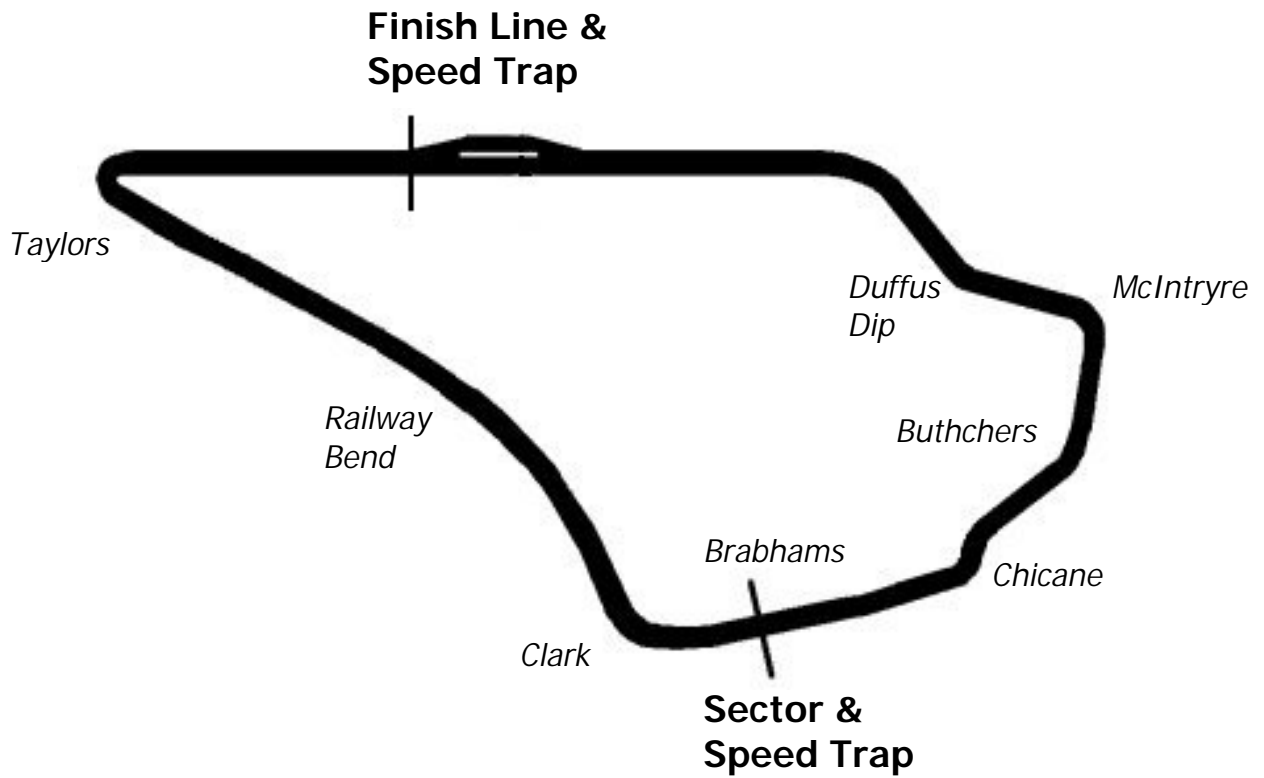 Finish Line &
Speed Trap
Taylors
Duffus
Dip
McIntryre
Railway
Bend
Buthchers
Brabhams
Chicane
Clark
Sector &
Speed Trap